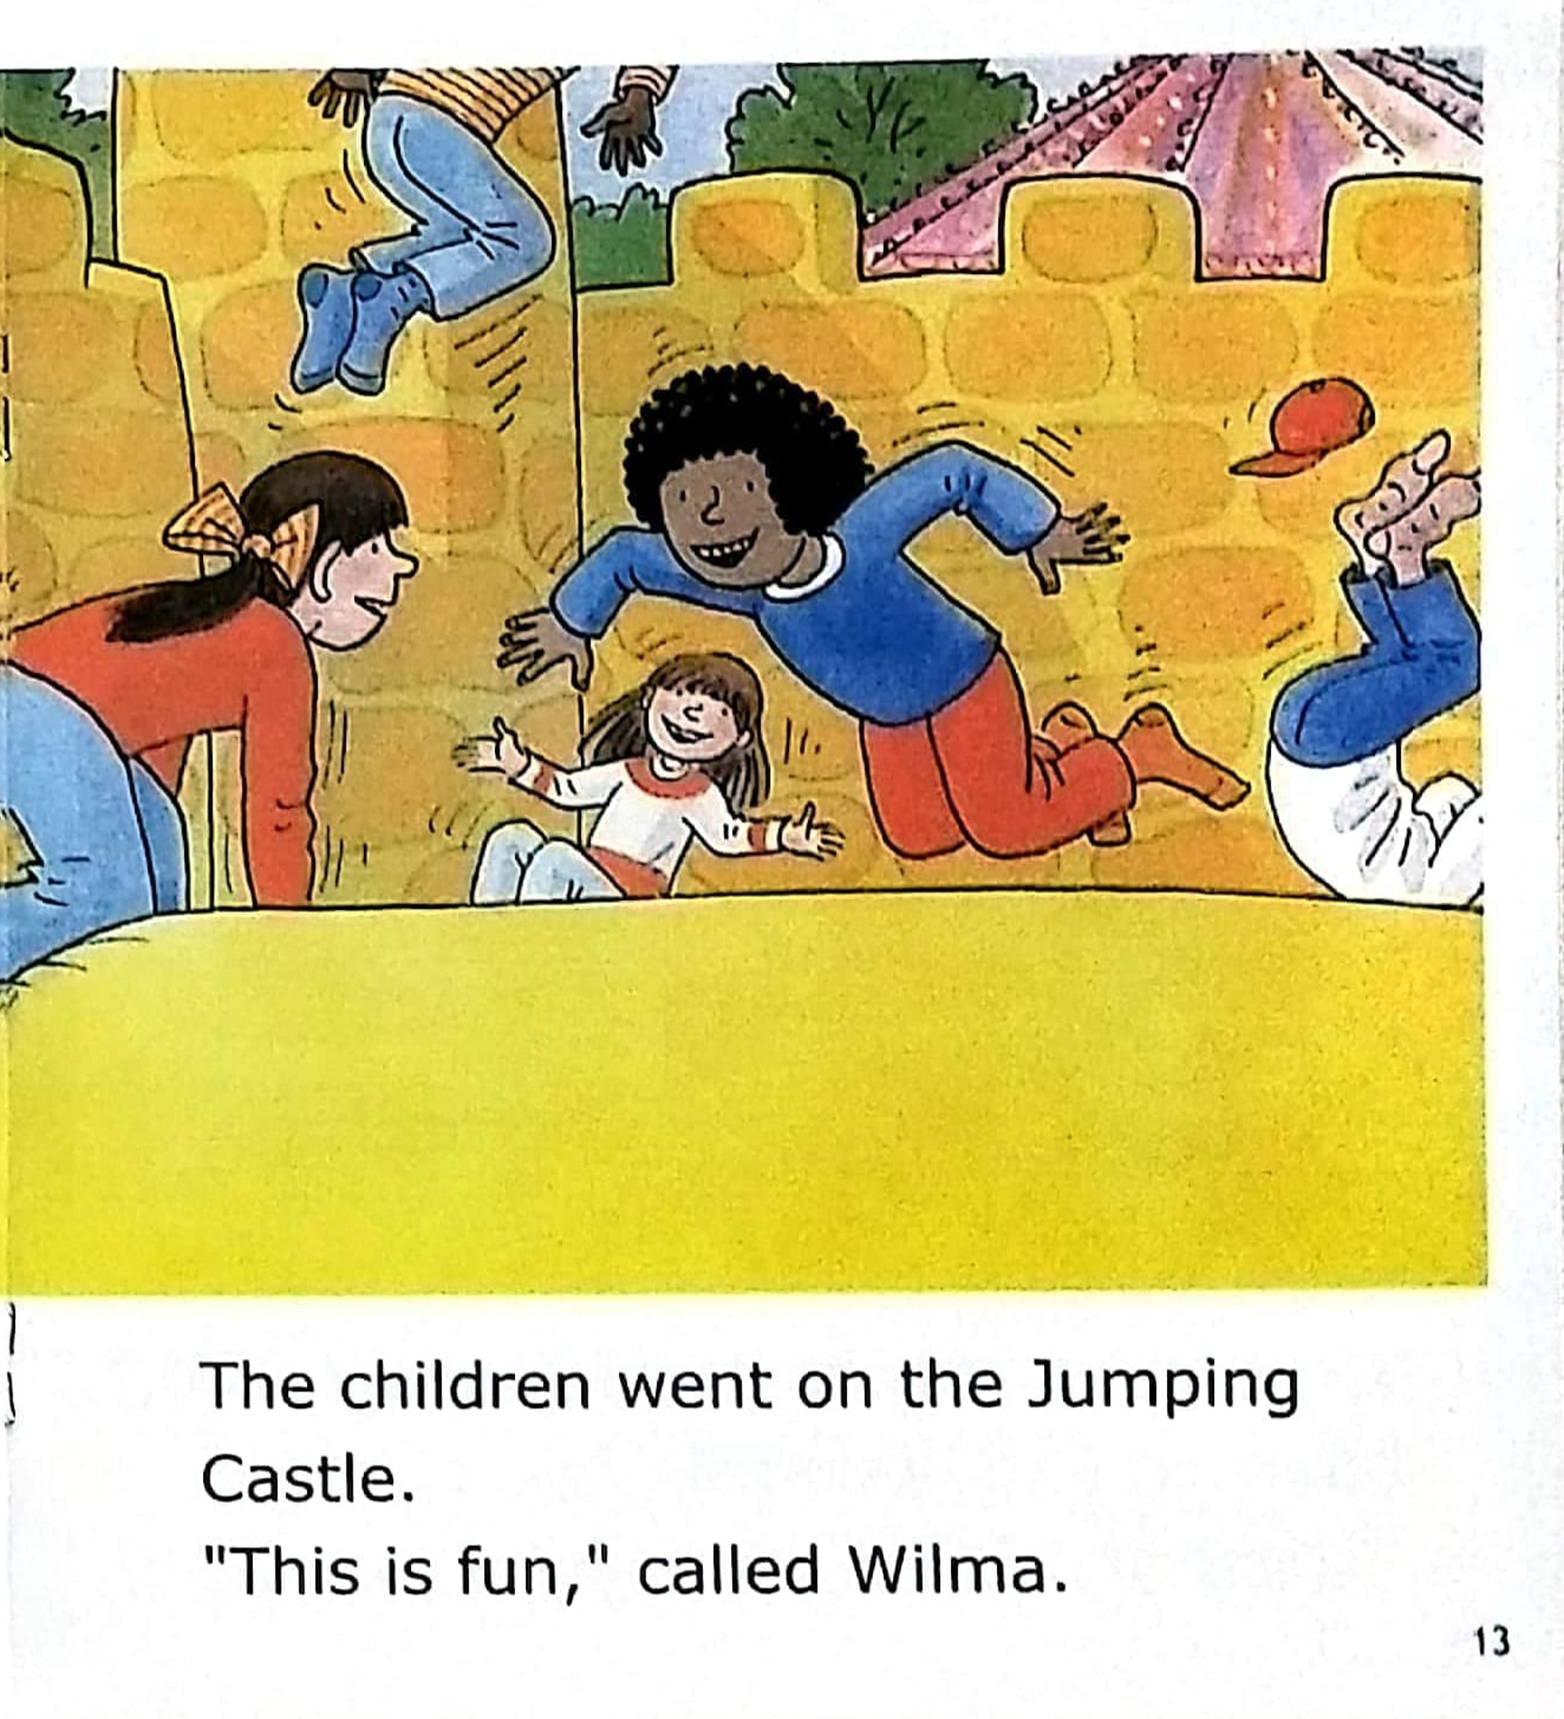 The children went on the Jumping
Castle.
"This is fun," called Wilma.
13